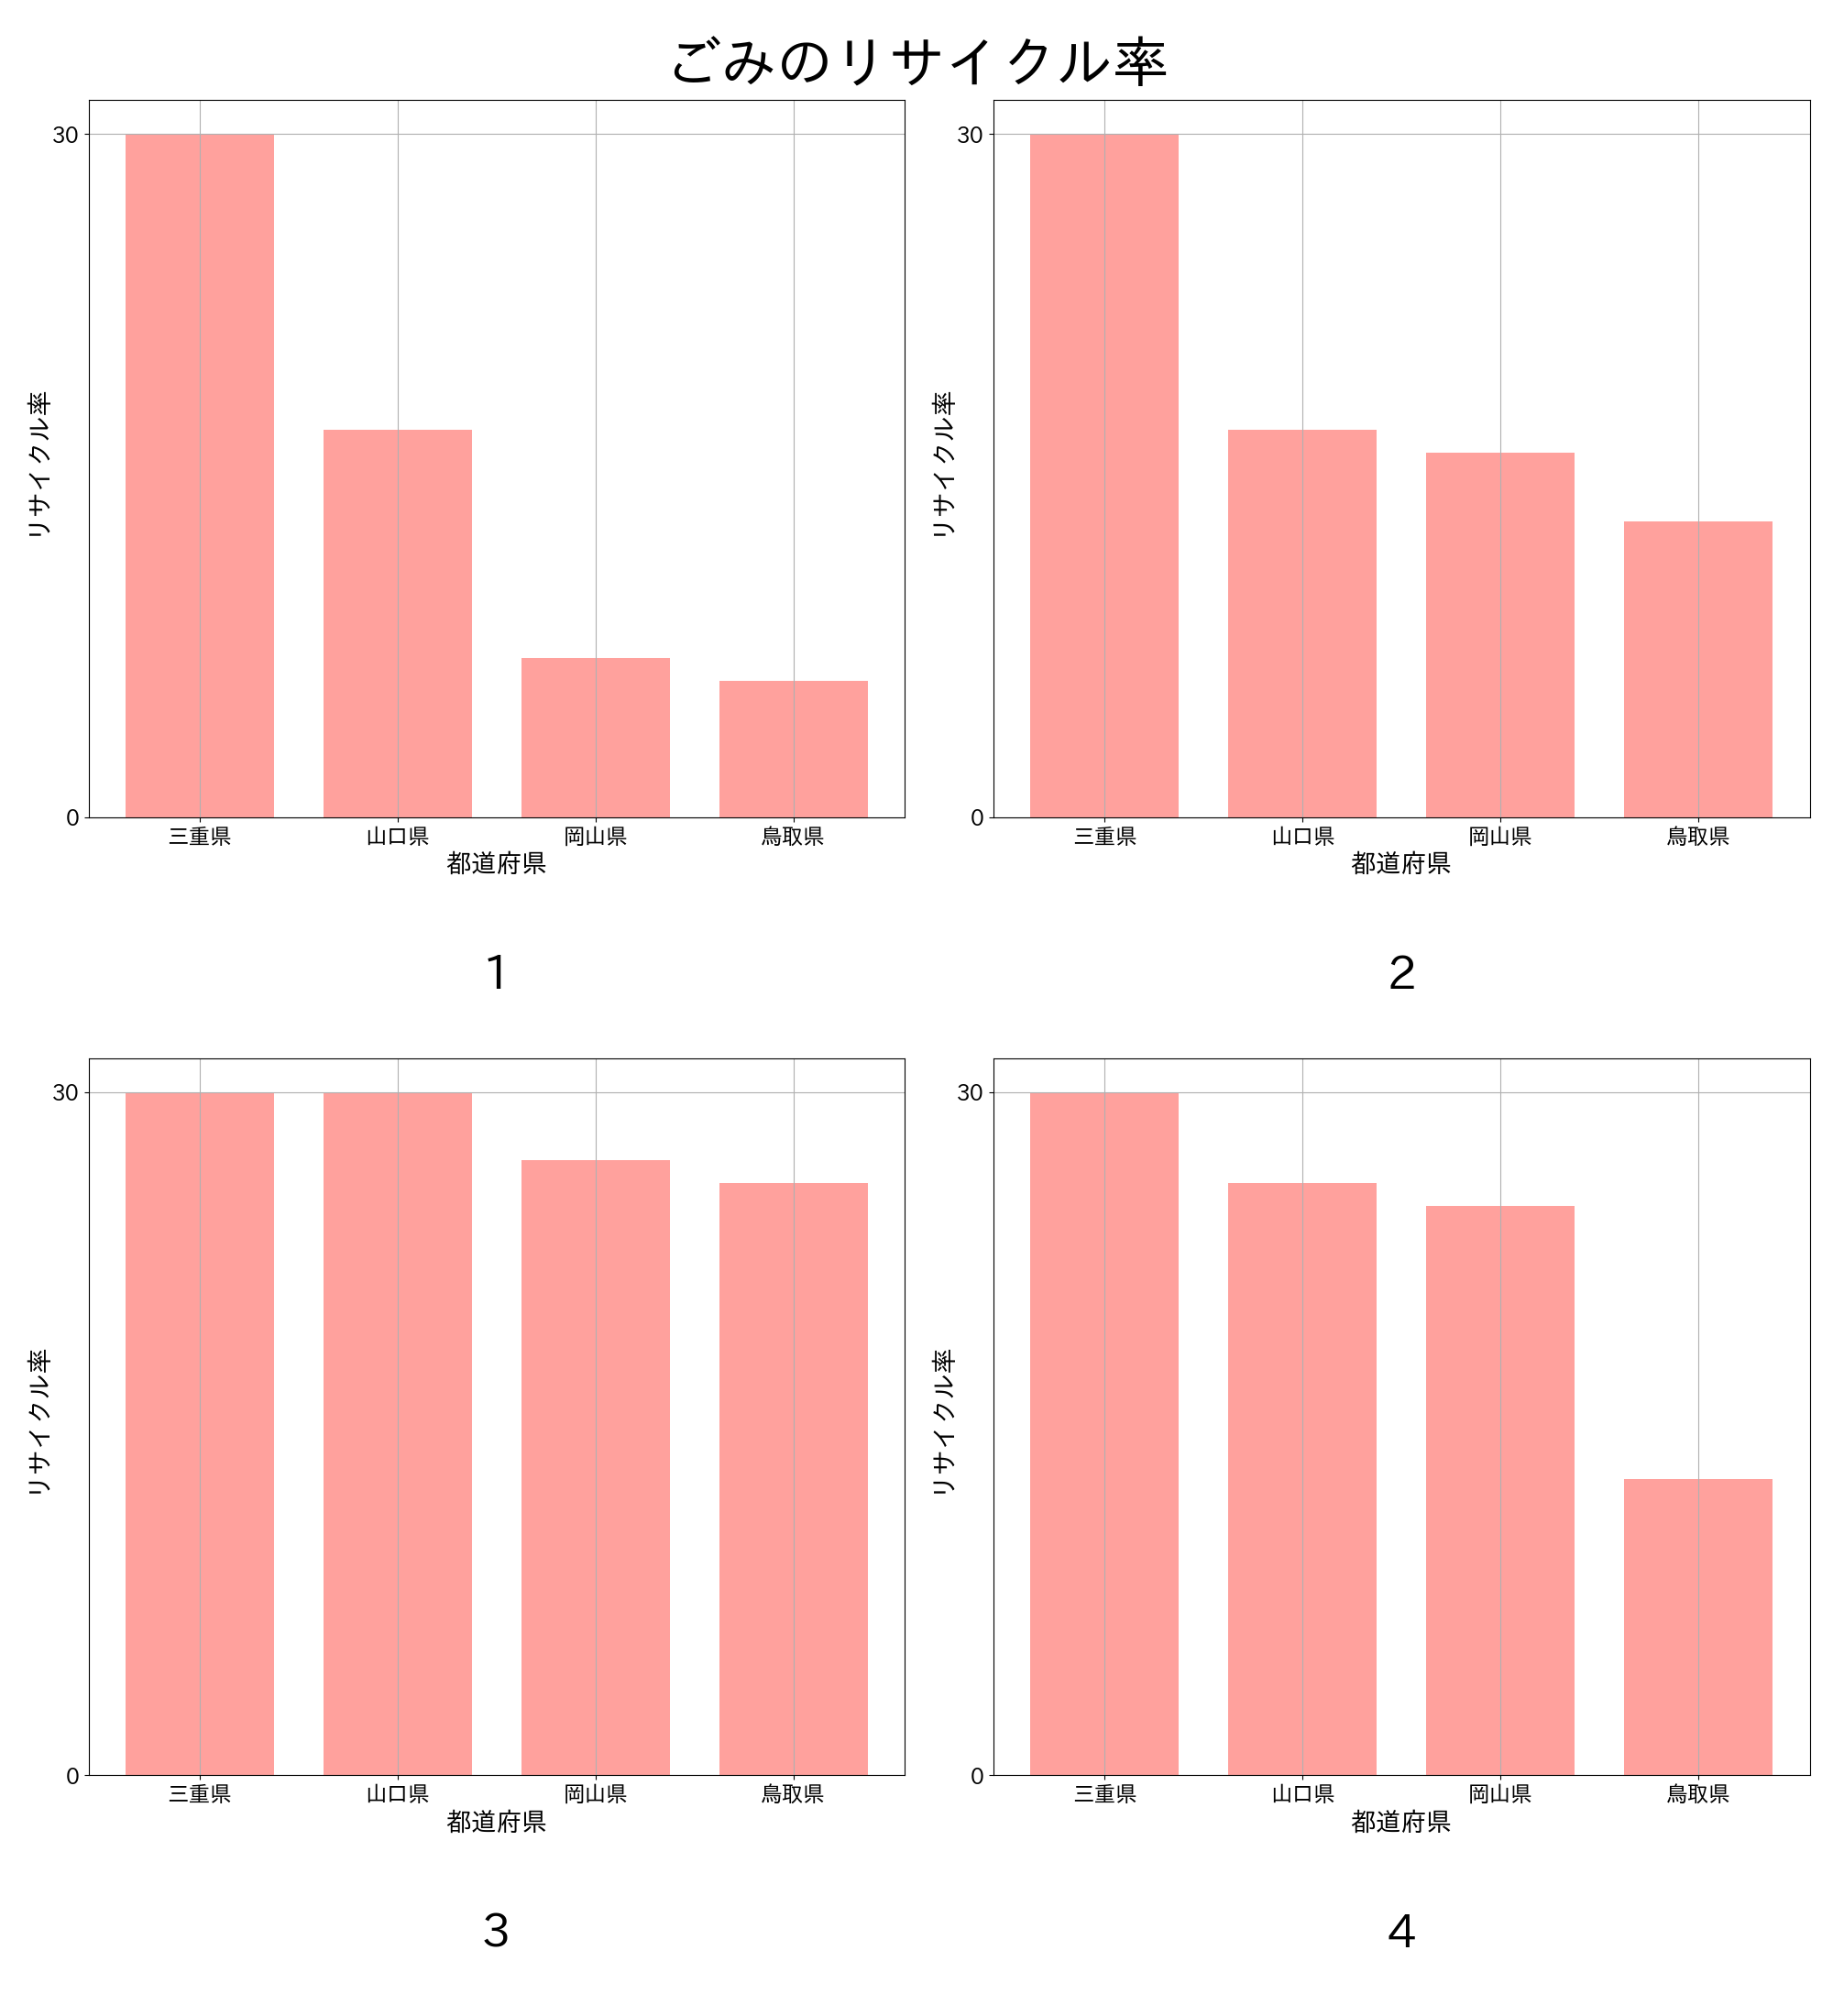 ごみのリサイクル率
30
0
リサイクル率
三重県 山口県 岡山県 鳥取県
都道府県
1
30
0
リサイクル率
三重県 山口県 岡山県 鳥取県
都道府県
2
30
0
リサイクル率
三重県 山口県 岡山県 鳥取県
都道府県
3
30
0
リサイクル率
三重県 山口県 岡山県 鳥取県
都道府県
4